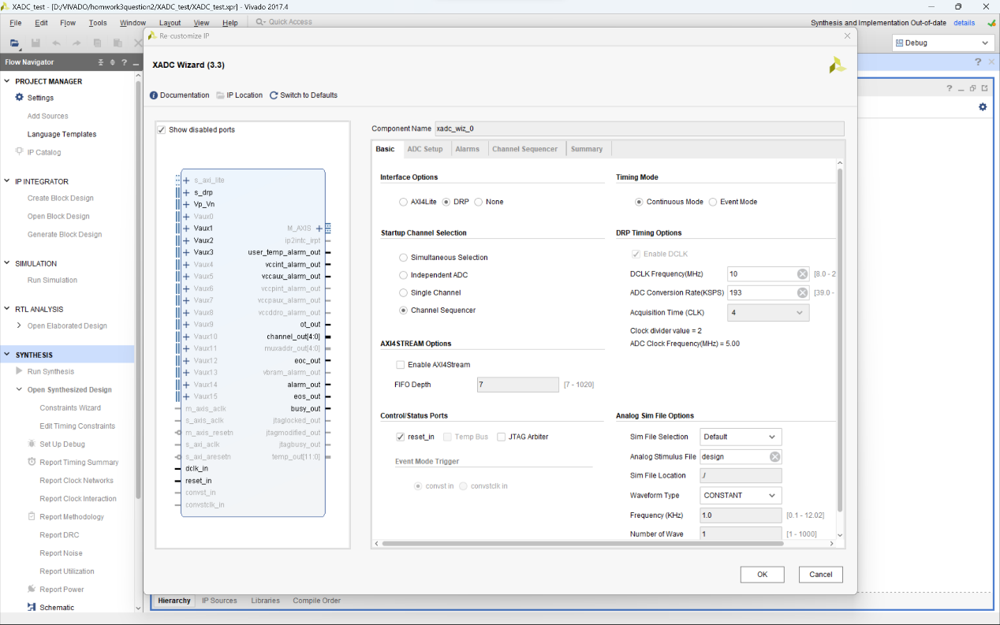 XADC_test - [D:/VIVADO/homwork3question2/XADC_test/XADC_test.xpr] - Vivado 2017.4
File Edit Flow Tools Window Layout View Help Quick Access
Synthesis and Implementation Out-of-date details
Debug
Flow Navigator
PROJECT MANAGER
Settings
Add Sources
Language Templates
IP Catalog
IP INTEGRATOR
Create Block Design
Open Block Design
Generate Block Design
SIMULATION
Run Simulation
RTL ANALYSIS
Open Elaborated Design
SYNTHESIS
Run Synthesis
Open Synthesized Design
Constraints Wizard
Edit Timing Constraints
Set Up Debug
Report Timing Summary
Report Clock Networks
Report Clock Interaction
Report Methodology
Report DRC
Report Noise
Report Utilization
Report Power
Schematic
Re-customize IP
XADC Wizard (3.3)
Documentation IP Location Switch to Defaults
Show disabled ports
s_axi_lite
s_drp
Vp_Vn
Vaux0
Vaux1
Vaux2
Vaux3
Vaux4
Vaux5
Vaux6
Vaux7
Vaux8
Vaux9
Vaux10
Vaux11
Vaux12
Vaux13
Vaux14
Vaux15
m_axis_aclk
s_axis_aclk
m_axis_resetn
s_axi_aclk
s_axi_aresetn
dclk_in
reset_in
convst_in
convstclk_in
M_AXIS
ip2intc_irpt
user_temp_alarm_out
vccint_alarm_out
vccaux_alarm_out
vccpint_alarm_out
vccpaux_alarm_out
vccddro_alarm_out
ot_out
channel_out[4:0]
muxaddr_out[4:0]
eoc_out
vbram_alarm_out
alarm_out
eos_out
busy_out
jtaglocked_out
jtagmodified_out
jtagbusy_out
temp_out[11:0]
Component Name xadc_wiz_0
Basic ADC Setup Alarms Channel Sequencer Summary
Interface Options
AXI4Lite DRP None
Startup Channel Selection
Simultaneous Selection
Independent ADC
Single Channel
Channel Sequencer
AXI4STREAM Options
Enable AXI4Stream
FIFO Depth 7 [7 - 1020]
Control/Status Ports
reset_in Temp Bus JTAG Arbiter
Event Mode Trigger
convst in convstclk in
Timing Mode
Continuous Mode Event Mode
DRP Timing Options
Enable DCLK
DCLK Frequency(MHz) 10 [8.0 - 2
ADC Conversion Rate(KSPS) 193 [39.0 -
Acquisition Time (CLK) 4
Clock divider value = 2
ADC Clock Frequency(MHz) = 5.00
Analog Sim File Options
Sim File Selection Default
Analog Stimulus File design
Sim File Location ./
Waveform Type CONSTANT
Frequency (KHz) 1.0 [0.1 - 12.02]
Number of Wave 1 [1 - 1000]
OK Cancel
Hierarchy IP Sources Libraries Compile Order